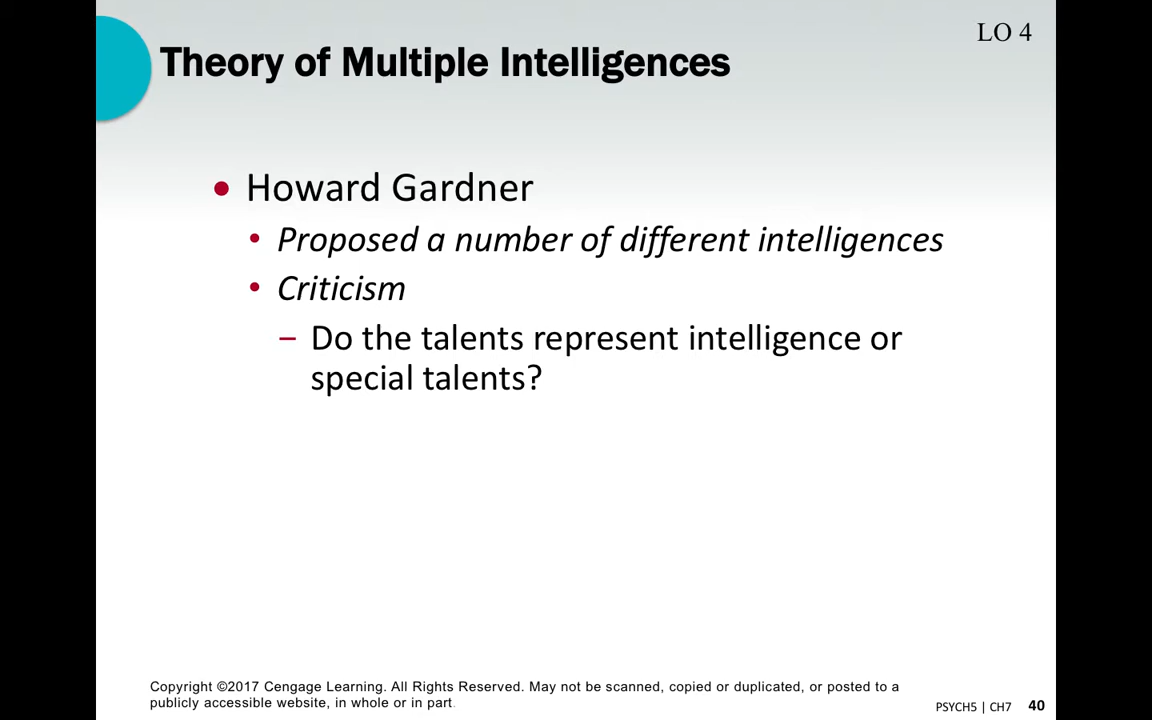 LO 4
Theory of Multiple Intelligences
• Howard Gardner
• Proposed a number of different intelligences
• Criticism
– Do the talents represent intelligence or
special talents?
Copyright ©2017 Cengage Learning. All Rights Reserved. May not be scanned, copied or duplicated, or posted to a
publicly accessible website, in whole or in part.
PSYCH5 | CH7 40